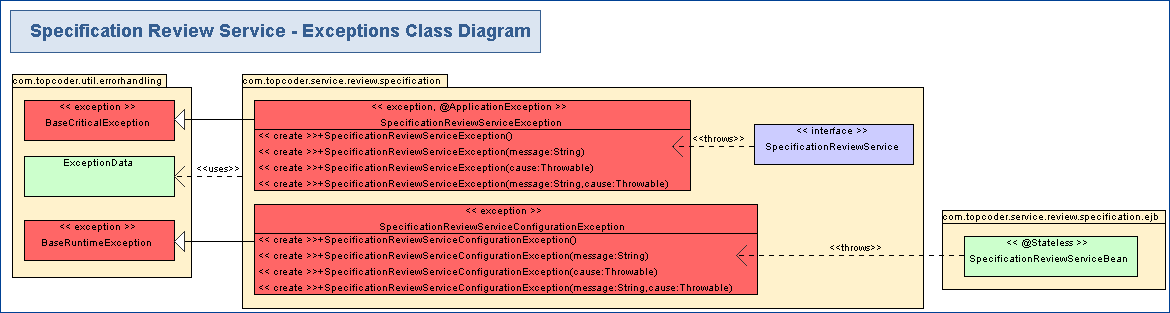 Specification Review Service - Exceptions Class Diagram
com.topcoder.util.errorhandling
<< exception >>
BaseCriticalException
ExceptionData
<< exception >>
BaseRuntimeException
<<uses>>
com.topcoder.service.review.specification
<< exception, @ApplicationException >>
SpecificationReviewServiceException
<< create >>+SpecificationReviewServiceException()
<< create >>+SpecificationReviewServiceException(message:String)
<< create >>+SpecificationReviewServiceException(cause:Throwable)
<< create >>+SpecificationReviewServiceException(message:String,cause:Throwable)
<<throws>>
<< interface >>
SpecificationReviewService
<< exception >>
SpecificationReviewServiceConfigurationException
<< create >>+SpecificationReviewServiceConfigurationException()
<< create >>+SpecificationReviewServiceConfigurationException(message:String)
<< create >>+SpecificationReviewServiceConfigurationException(cause:Throwable)
<< create >>+SpecificationReviewServiceConfigurationException(message:String,cause:Throwable)
<<throws>>
com.topcoder.service.review.specification.ejb
<< @Stateless >>
SpecificationReviewServiceBean